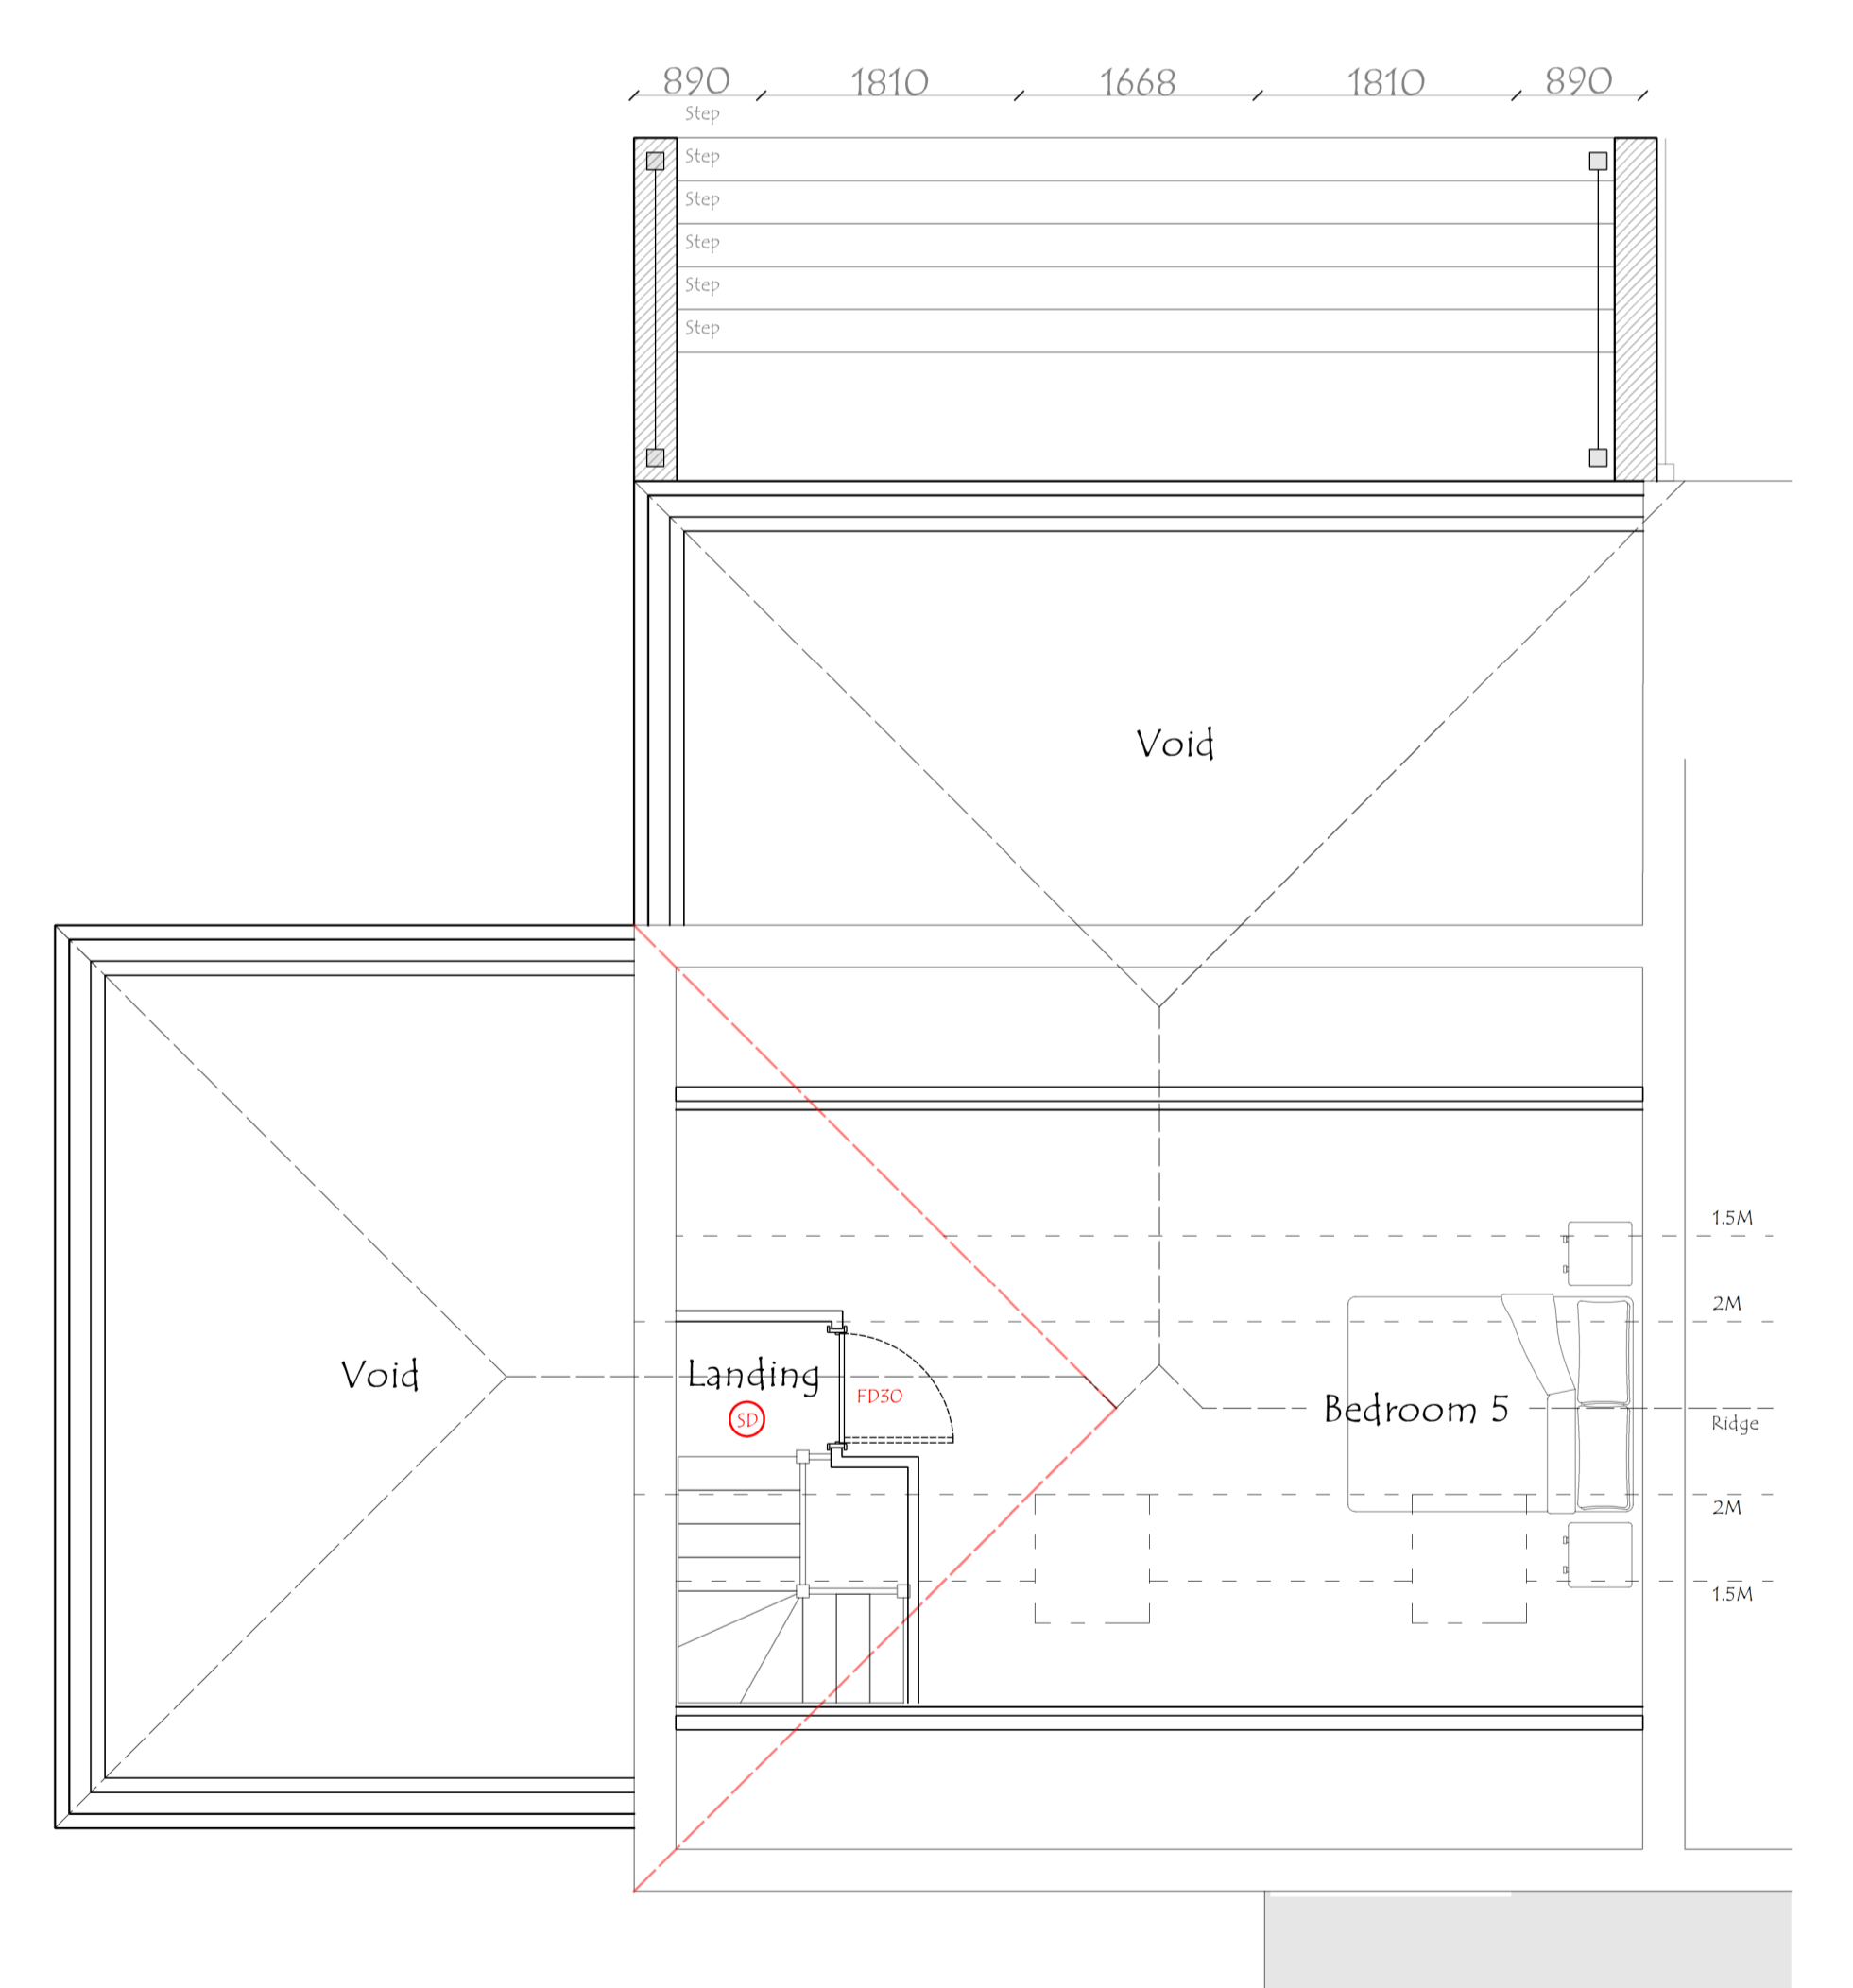 890 1810 1668 1810 890
Step
Step
Step
Step
Step
Step
Void
1.5M
2M
Void
Landing
FD30
SD
Bedroom 5
Ridge
2M
1.5M